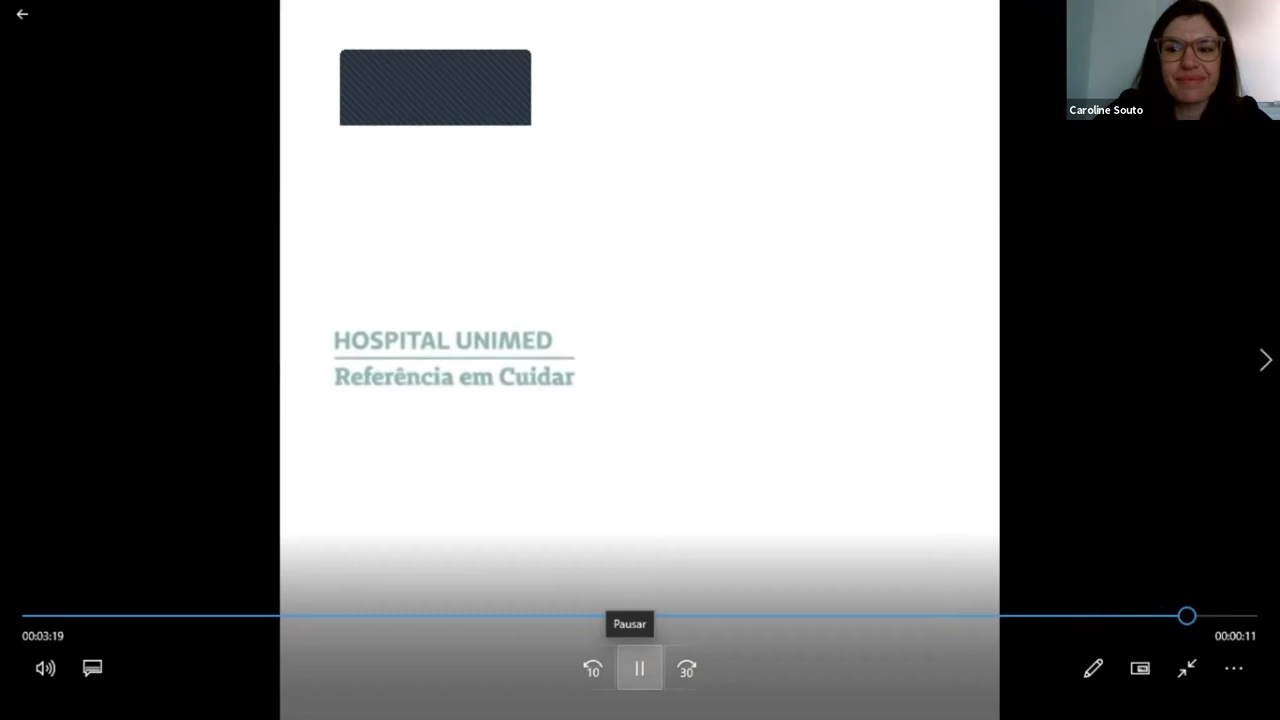 Caroline Souto
HOSPITAL UNIMED
Referência em Cuidar
Pausar
00:03:19
00:00:11
10
30